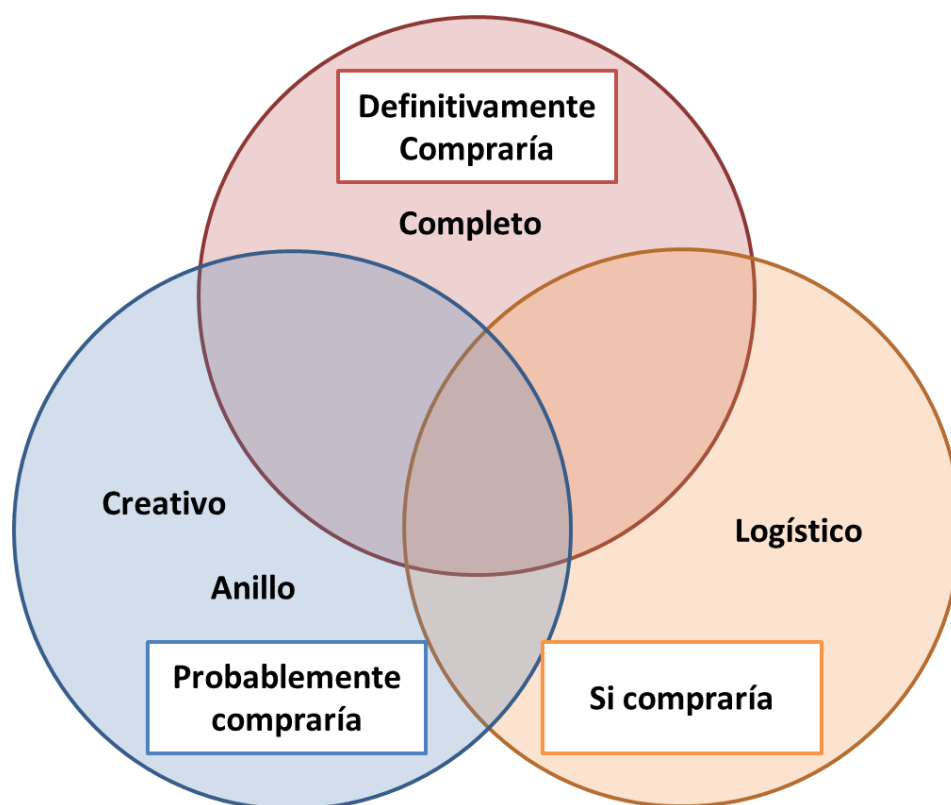 Definitivamente
Compraría
Completo
Creativo
Logístico
Anillo
Probablemente
compraría
Si compraría